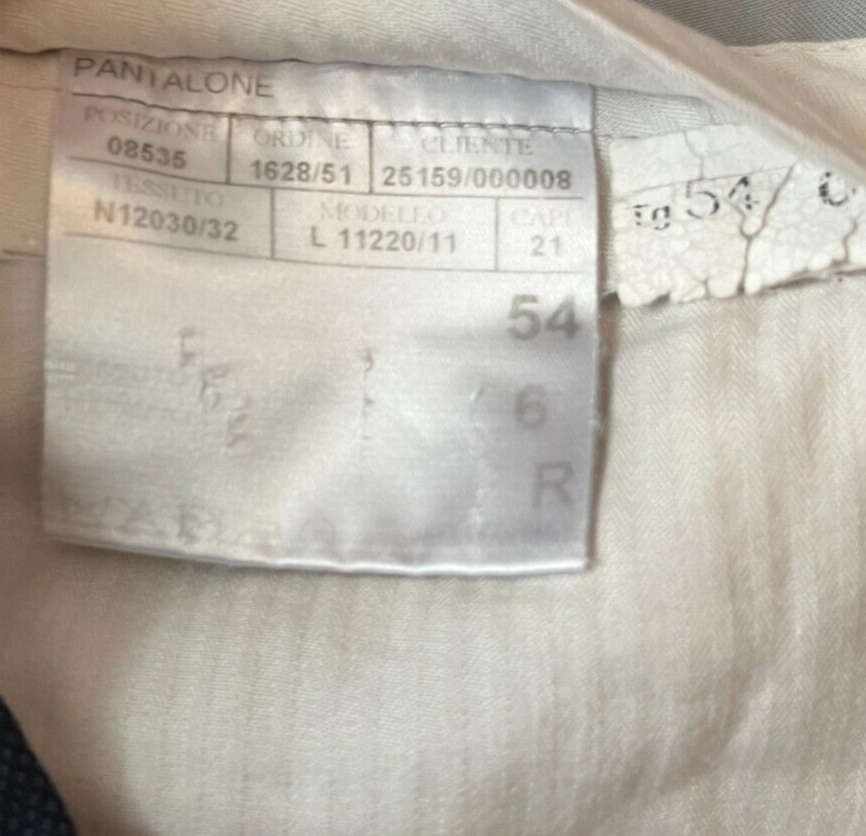 PANTALONE
POSIZIONE ORDINE CLIENTE
08535 1628/51 25159/000008
TESSUTO MODELLO CAPI
N12030/32 L 11220/11 21
54
6
R
Tg 54